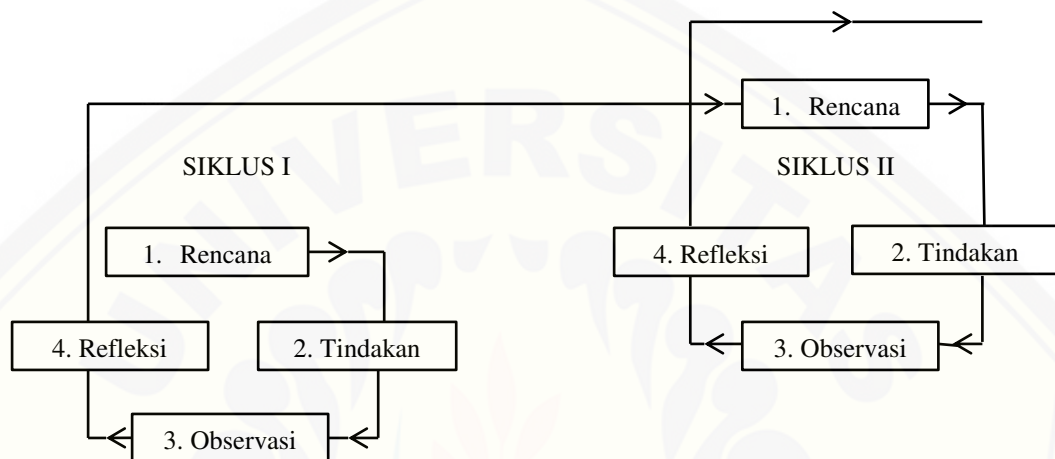 SIKLUS I
1. Rencana
2. Tindakan
3. Observasi
4. Refleksi
SIKLUS II
1. Rencana
2. Tindakan
3. Observasi
4. Refleksi
UNIVERSITAS